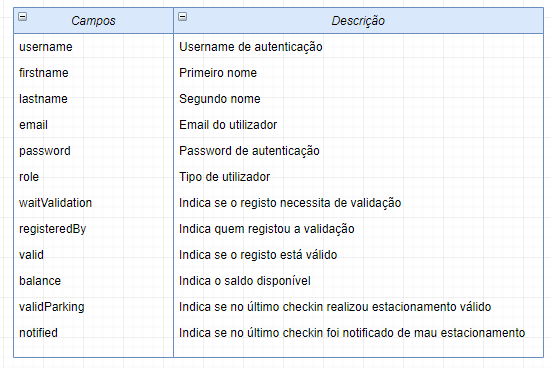 Campos Descrição
username Username de autenticação
firstname Primeiro nome
lastname Segundo nome
email Email do utilizador
password Password de autenticação
role Tipo de utilizador
waitValidation Indica se o registo necessita de validação
registeredBy Indica quem registou a validação
valid Indica se o registo está válido
balance Indica o saldo disponível
validParking Indica se no último checkin realizou estacionamento válido
notified Indica se no último checkin foi notificado de mau estacionamento